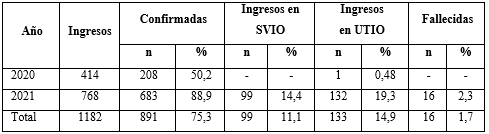 Año Ingresos Confirmadas Ingresos en SVIO Ingresos en UTIO Fallecidas
n % n % n % n %
2020 414 208 50,2 - - 1 0,48 - -
2021 768 683 88,9 99 14,4 132 19,3 16 2,3
Total 1182 891 75,3 99 11,1 133 14,9 16 1,7